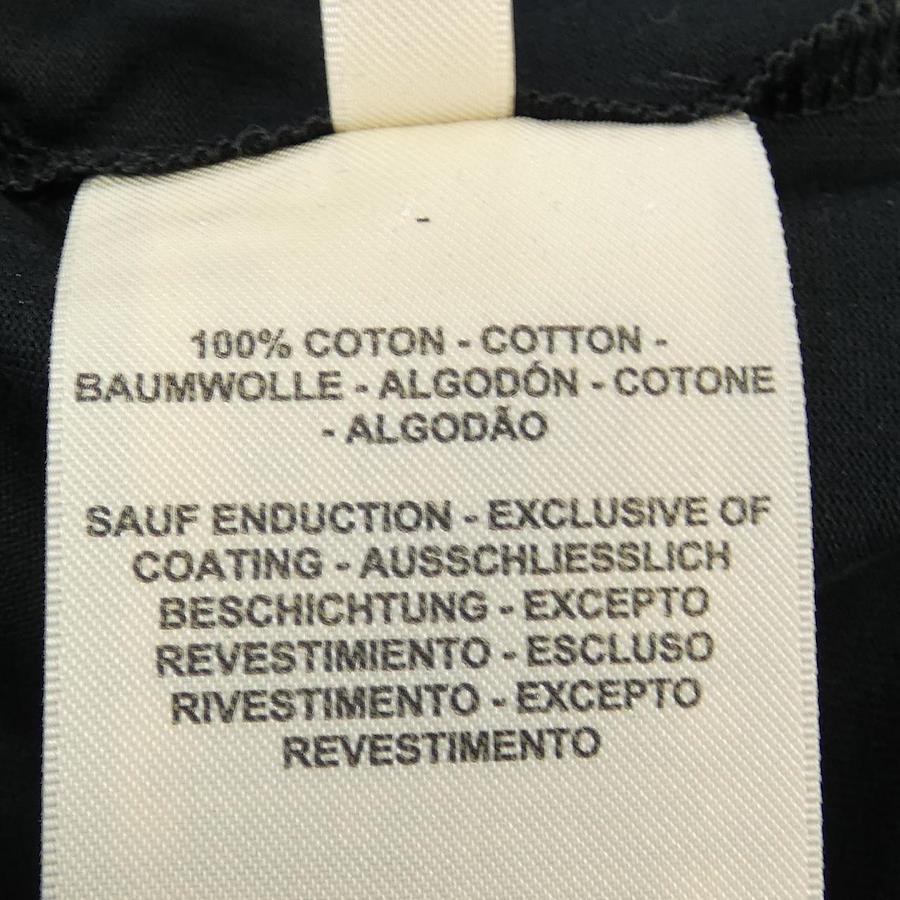 -
100% COTON - COTTON -
BAUMWOLLE - ALGODÓN - COTONE
- ALGODÃO
SAUF ENDUCTION - EXCLUSIVE OF
COATING - AUSSCHLIESSLICH
BESCHICHTUNG - EXCEPTO
REVESTIMIENTO - ESCLUSO
RIVESTIMENTO - EXCEPTO
REVESTIMENTO